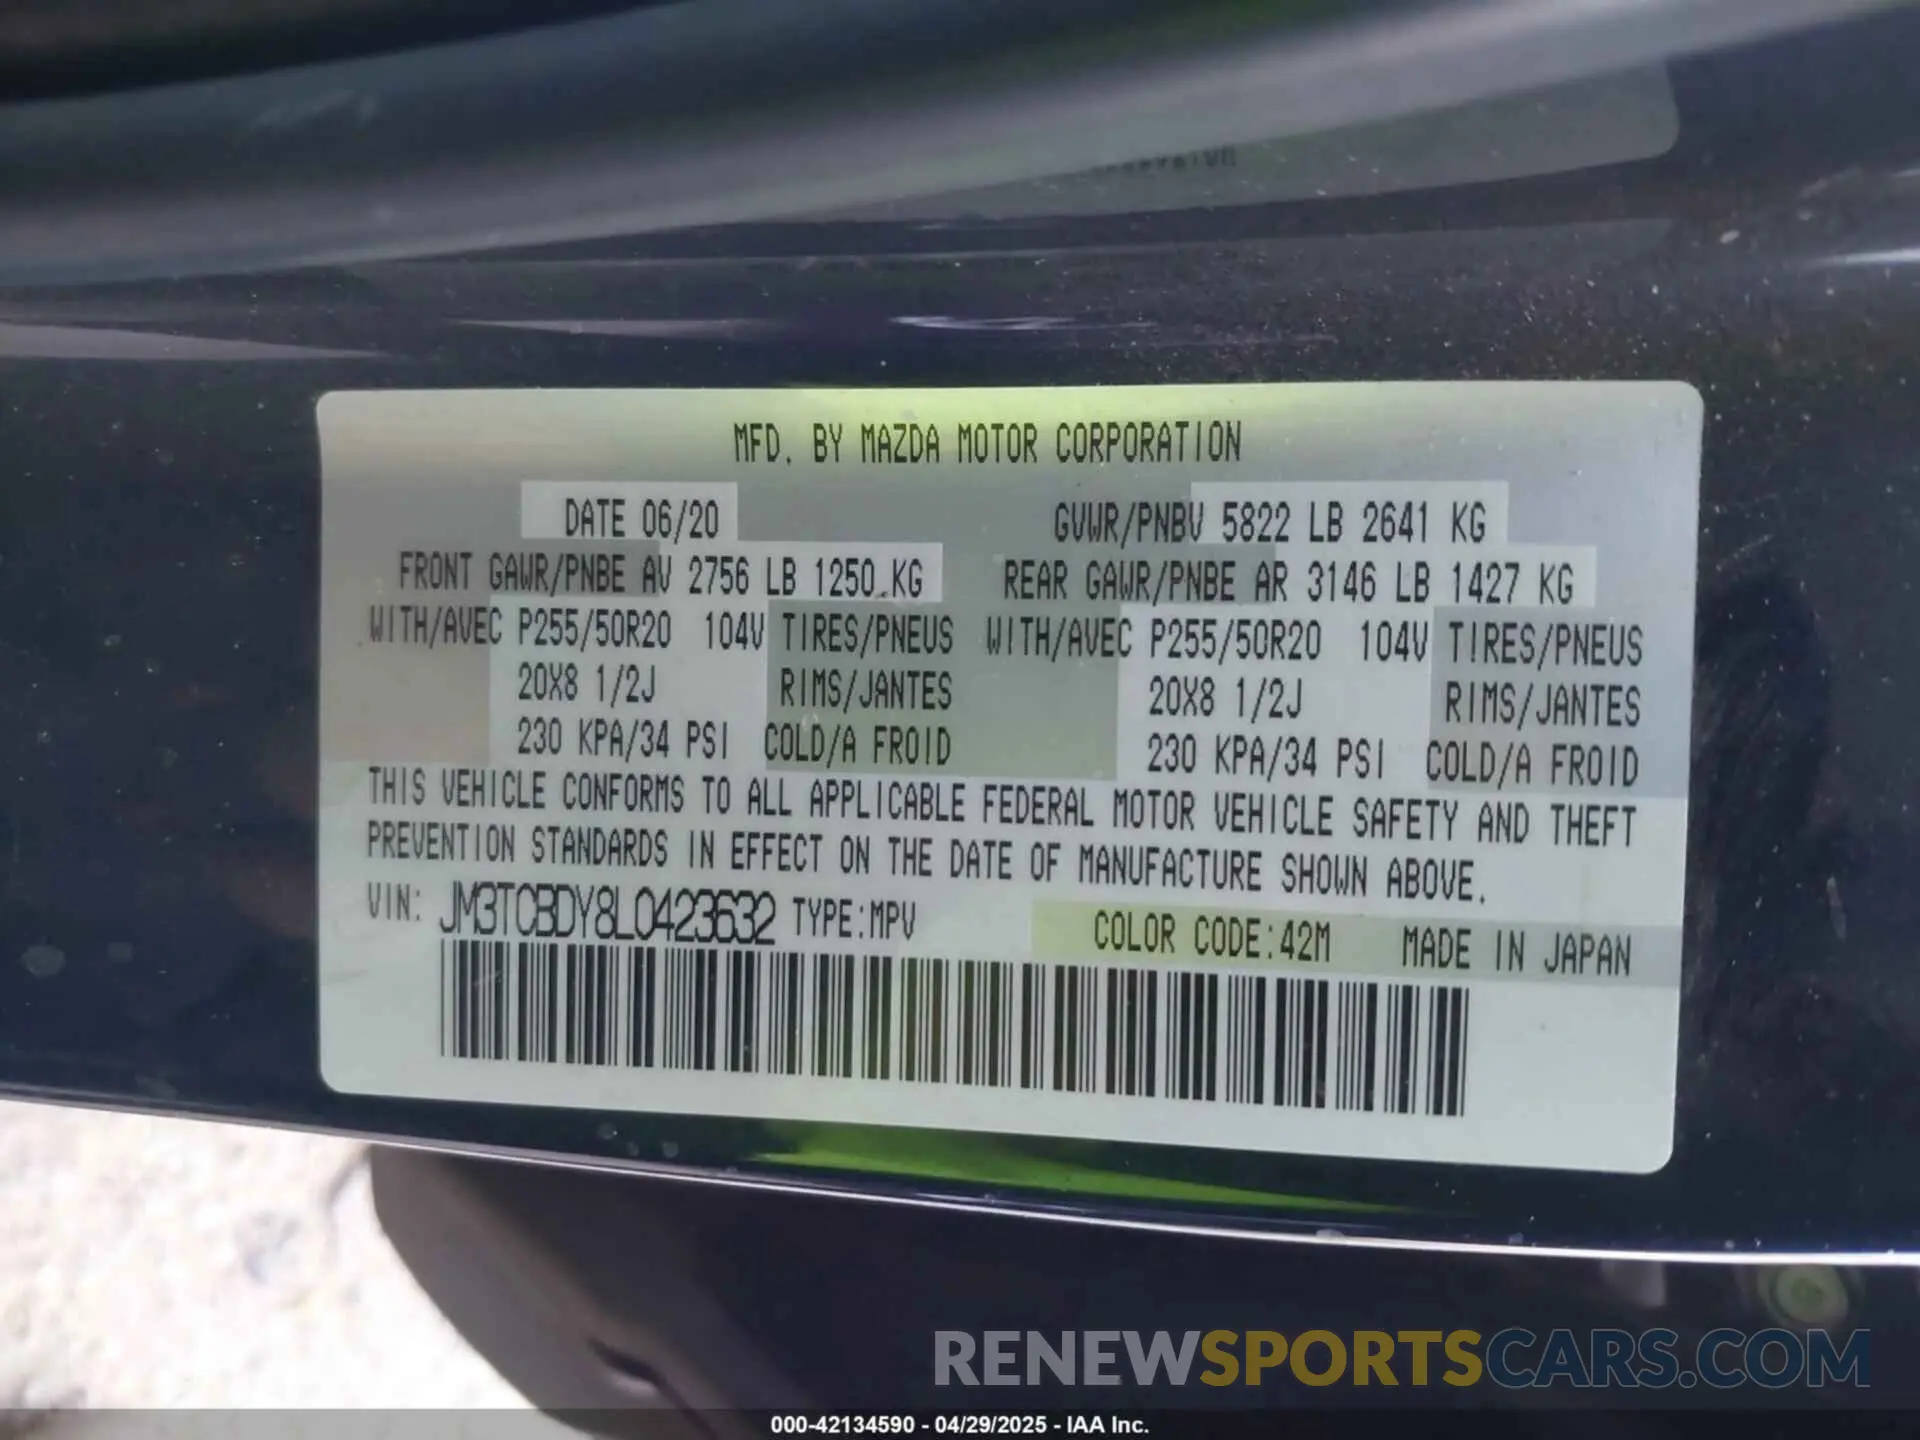 MFD. BY MAZDA MOTOR CORPORATION
DATE 06/20 GVWR/PNBV 5822 LB 2641 KG
FRONT GAWR/PNBE AV 2756 LB 1250 KG REAR GAWR/PNBE AR 3146 LB 1427 KG
WITH/AVEC P255/50R20 104V TIRES/PNEUS WITH/AVEC P255/50R20 104V TIRES/PNEUS
20X8 1/2J RIMS/JANTES 20X8 1/2J RIMS/JANTES
230 KPA/34 PSI COLD/A FROID 230 KPA/34 PSI COLD/A FROID
THIS VEHICLE CONFORMS TO ALL APPLICABLE FEDERAL MOTOR VEHICLE SAFETY AND THEFT
PREVENTION STANDARDS IN EFFECT ON THE DATE OF MANUFACTURE SHOWN ABOVE.
VIN: JM3TCBDY8L0423632 TYPE:MPV COLOR CODE:42M MADE IN JAPAN
RENEWSPORTSCARS.COM
000-42134590 - 04/29/2025 - IAA Inc.